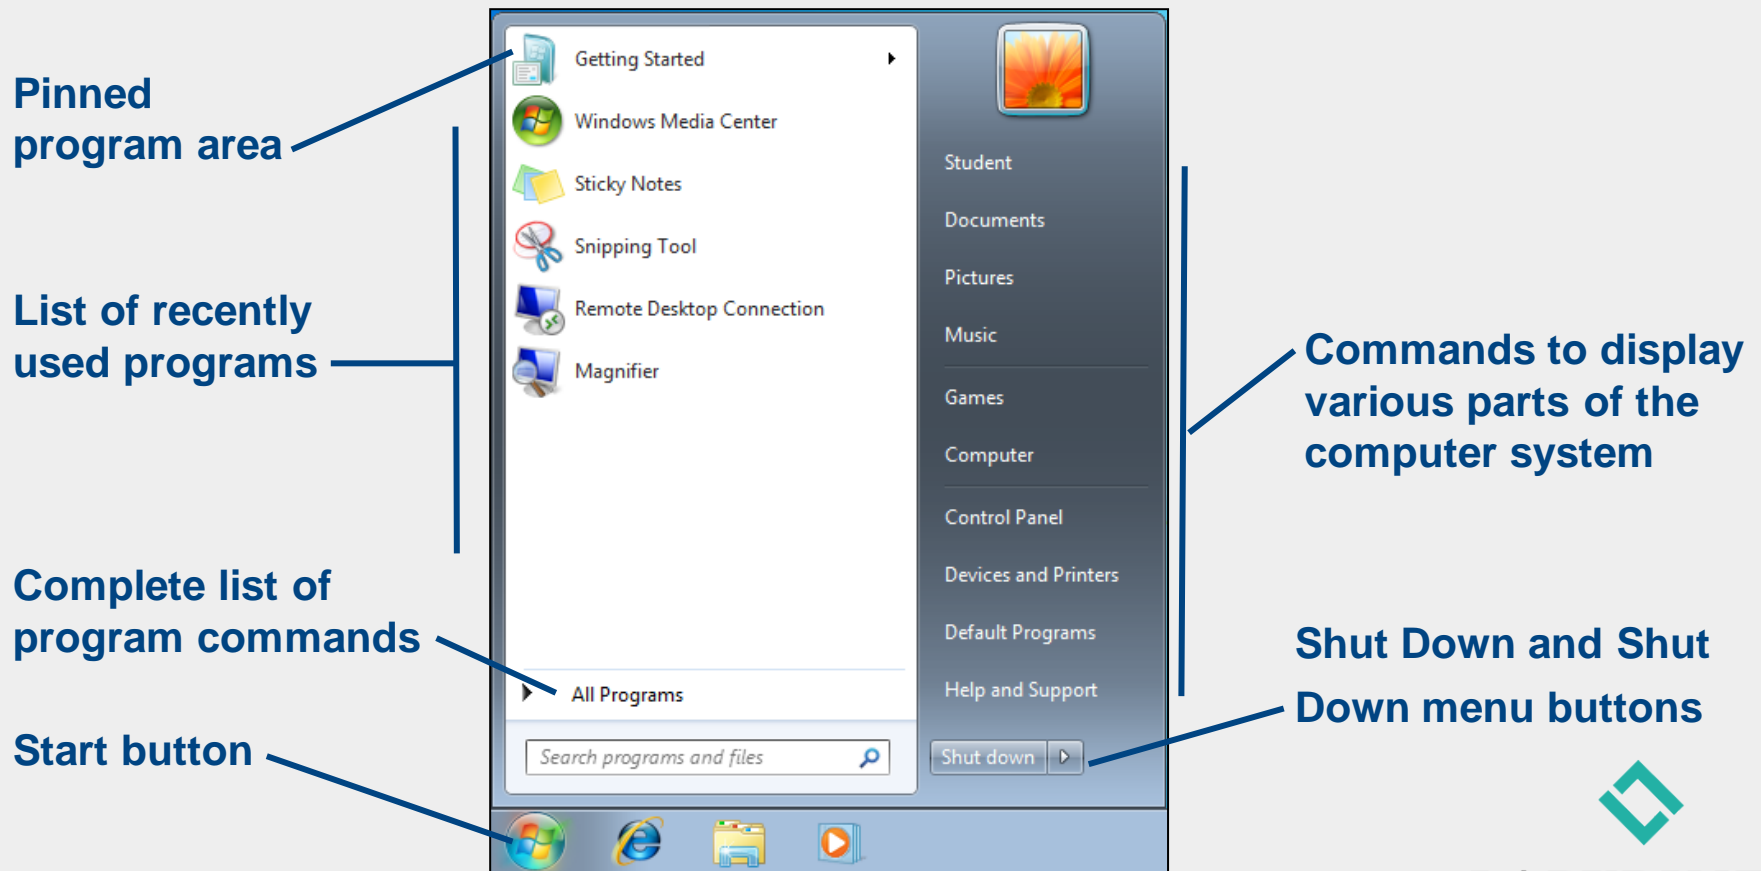 Pinned
program area
List of recently
used programs
Complete list of
program commands
Start button
Getting Started
Windows Media Center
Sticky Notes
Snipping Tool
Remote Desktop Connection
Magnifier
All Programs
Search programs and files
Student
Documents
Pictures
Music
Games
Computer
Control Panel
Devices and Printers
Default Programs
Help and Support
Shut down
Commands to display
various parts of the
computer system
Shut Down and Shut
Down menu buttons